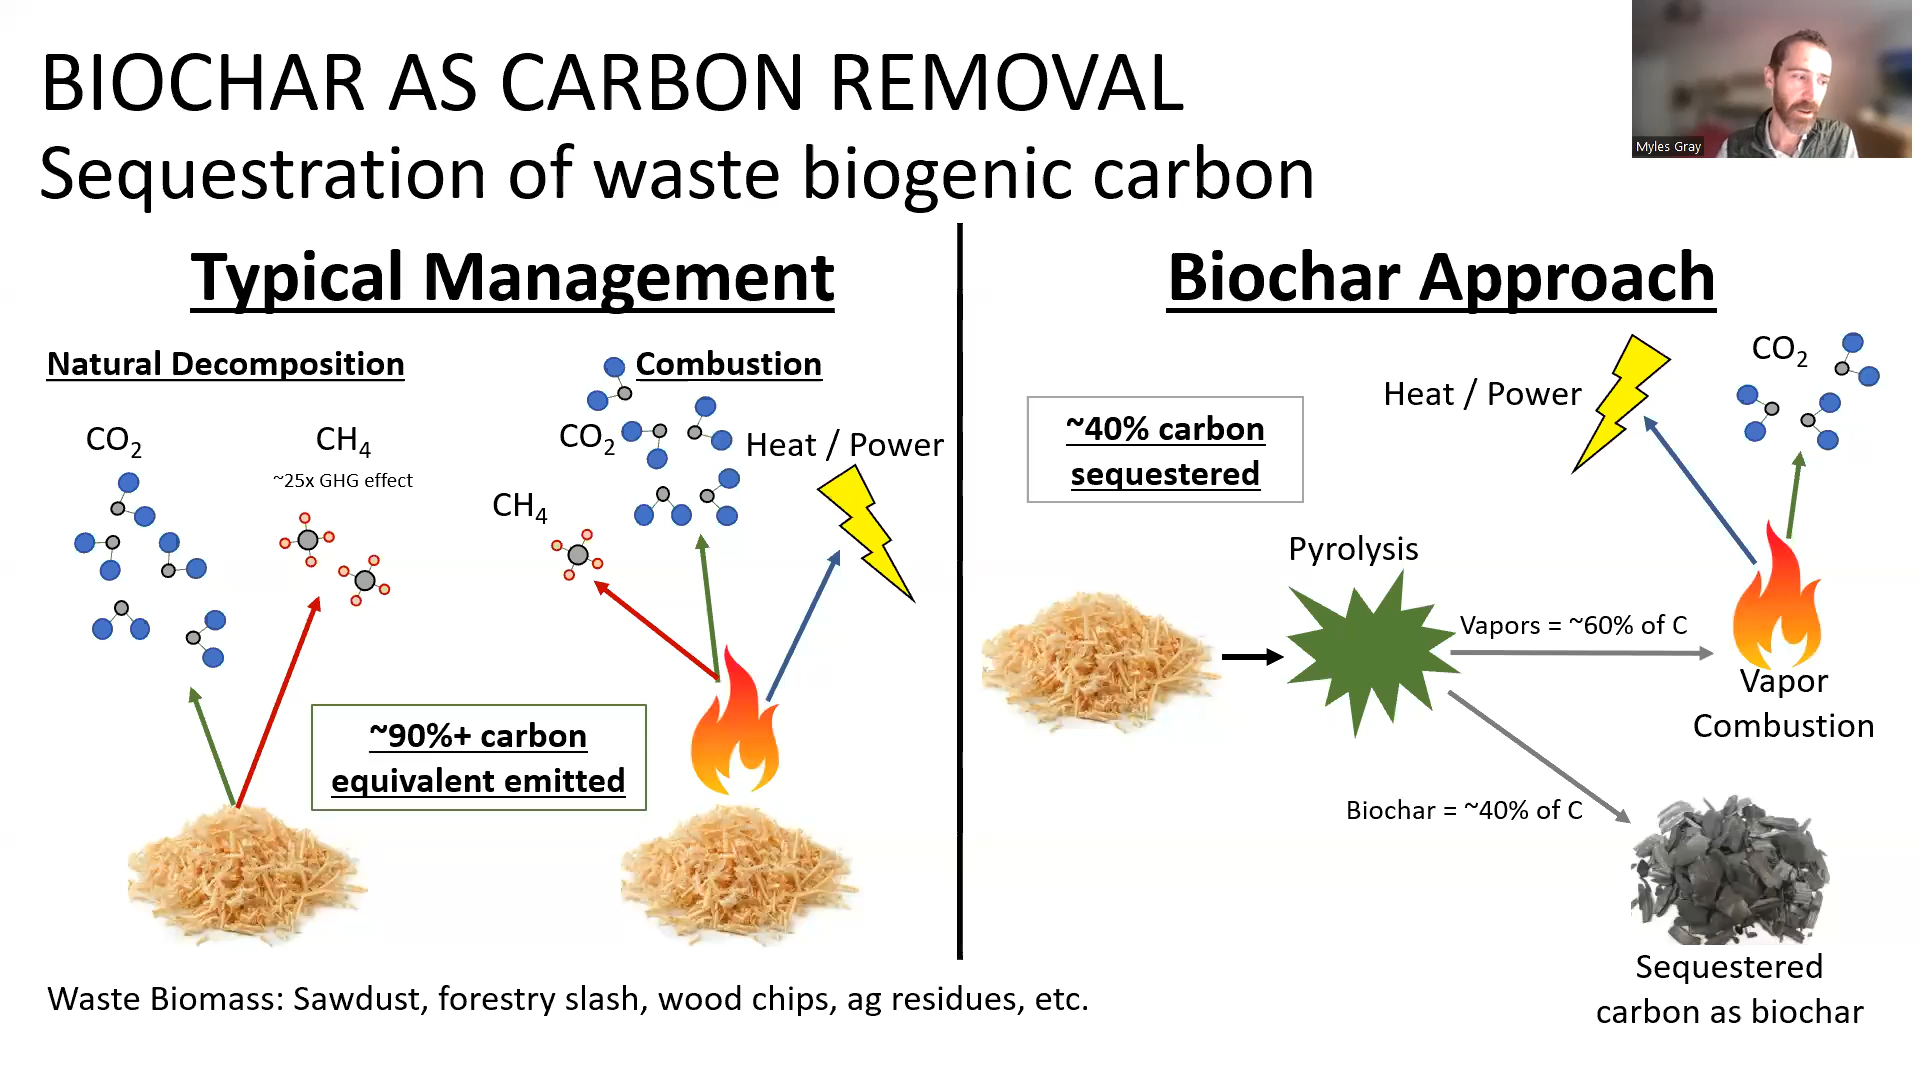 BIOCHAR AS CARBON REMOVAL
Sequestration of waste biogenic carbon
Myles Gray
Typical Management
Natural Decomposition
Combustion
CO2
CH4
~25x GHG effect
CO2
CH4
Heat / Power
~90%+ carbon
equivalent emitted
Biochar Approach
~40% carbon
sequestered
Heat / Power
CO2
Pyrolysis
Vapors = ~60% of C
Vapor
Combustion
Biochar = ~40% of C
Sequestered
carbon as biochar
Waste Biomass: Sawdust, forestry slash, wood chips, ag residues, etc.